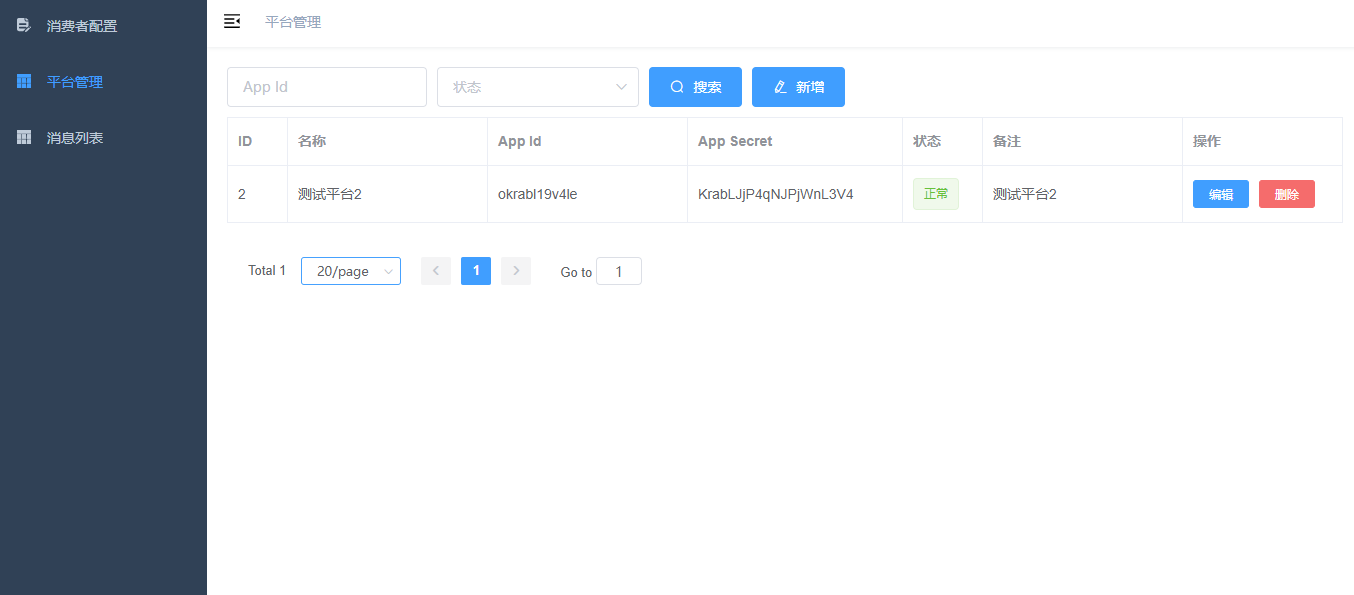 消费者配置
平台管理
消息列表
平台管理
App Id
状态
搜索
新增
ID 名称 App Id App Secret 状态 备注 操作
2 测试平台2 okrabl19v4le KrabLJjP4qNJPjWnL3V4 正常 测试平台2 编辑 删除
Total 1 20/page 1 Go to 1